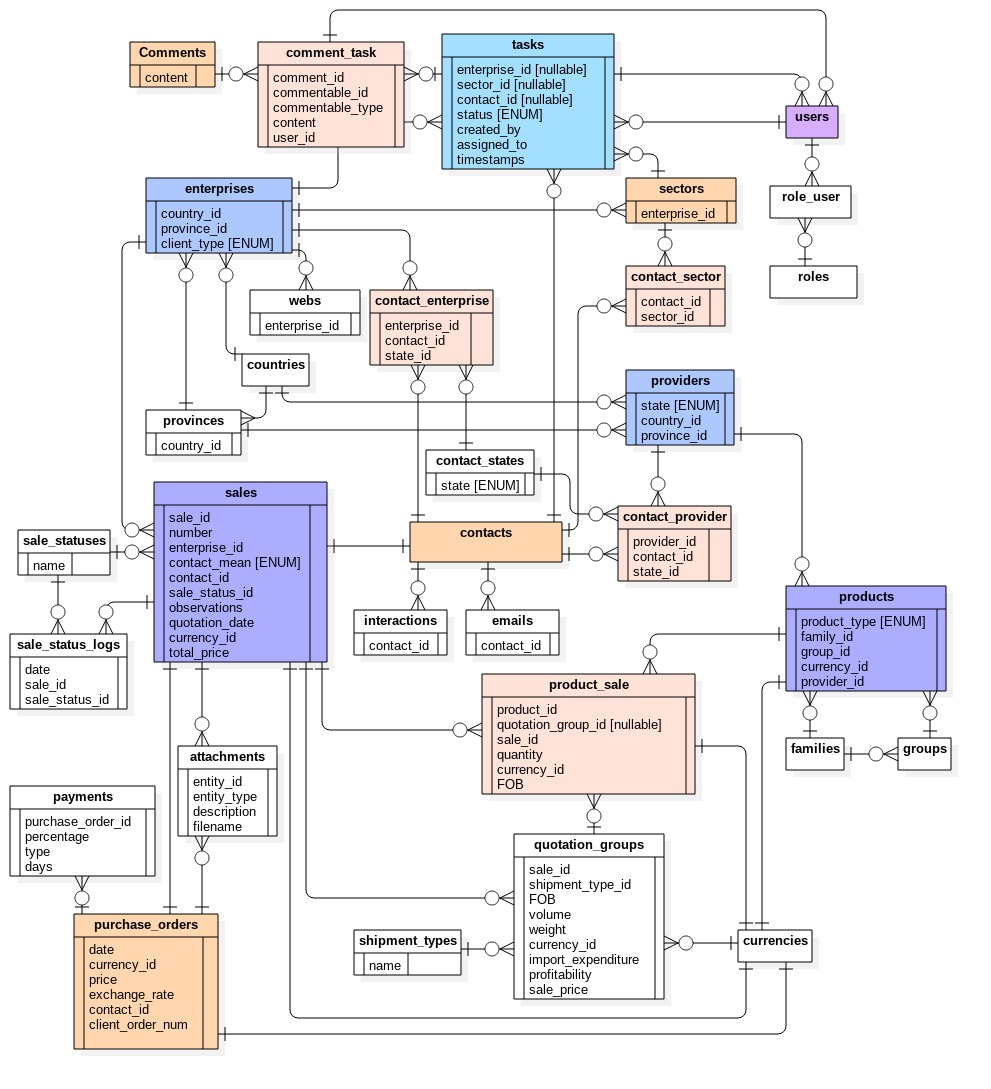 Comments
content
comment_task
comment_id
commentable_id
commentable_type
content
user_id
tasks
enterprise_id [nullable]
sector_id [nullable]
contact_id [nullable]
status [ENUM]
created_by
assigned_to
timestamps
users
enterprises
country_id
province_id
client_type [ENUM]
sectors
enterprise_id
role_user
roles
webs
enterprise_id
contact_enterprise
enterprise_id
contact_id
state_id
contact_sector
contact_id
sector_id
countries
provinces
country_id
providers
state [ENUM]
country_id
province_id
contact_states
state [ENUM]
sales
sale_id
number
enterprise_id
contact_mean [ENUM]
contact_id
sale_status_id
observations
quotation_date
currency_id
total_price
sale_statuses
name
contacts
contact_provider
provider_id
contact_id
state_id
sale_status_logs
date
sale_id
sale_status_id
interactions
contact_id
emails
contact_id
products
product_type [ENUM]
family_id
group_id
currency_id
provider_id
product_sale
product_id
quotation_group_id [nullable]
sale_id
quantity
currency_id
FOB
families
groups
attachments
entity_id
entity_type
description
filename
payments
purchase_order_id
percentage
type
days
quotation_groups
sale_id
shipment_type_id
FOB
volume
weight
currency_id
import_expenditure
profitability
sale_price
purchase_orders
date
currency_id
price
exchange_rate
contact_id
client_order_num
shipment_types
name
currencies